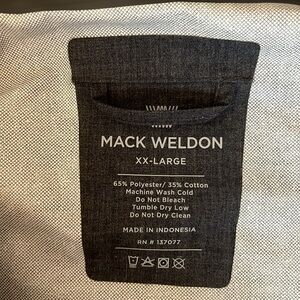 MACK WELDON
XX-LARGE
65% Polyester/ 35% Cotton
Machine Wash Cold
Do Not Bleach
Tumble Dry Low
Do Not Dry Clean
MADE IN INDONESIA
RN # 137077